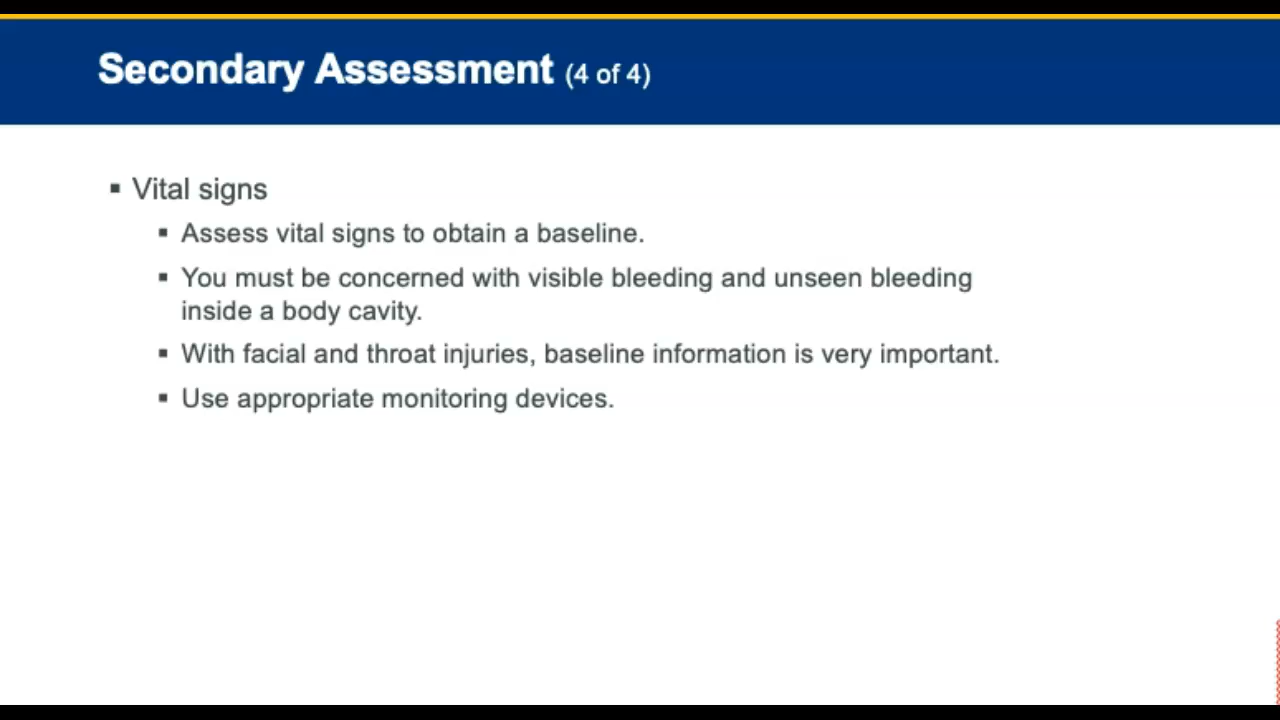 Secondary Assessment (4 of 4)
▪ Vital signs
▪ Assess vital signs to obtain a baseline.
▪ You must be concerned with visible bleeding and unseen bleeding
inside a body cavity.
▪ With facial and throat injuries, baseline information is very important.
▪ Use appropriate monitoring devices.